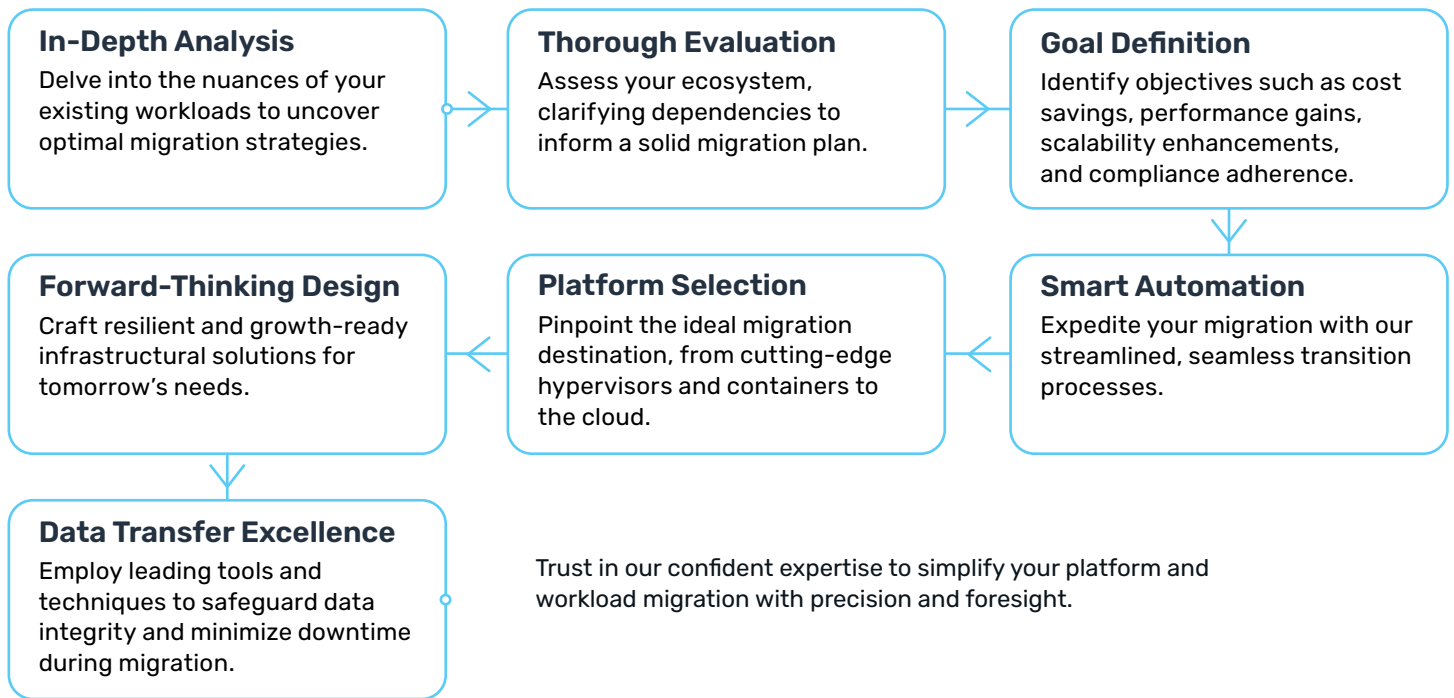 In-Depth Analysis
Delve into the nuances of your
existing workloads to uncover
optimal migration strategies.
Thorough Evaluation
Assess your ecosystem,
clarifying dependencies to
inform a solid migration plan.
Goal Definition
Identify objectives such as cost
savings, performance gains,
scalability enhancements,
and compliance adherence.
Smart Automation
Expedite your migration with our
streamlined, seamless transition
processes.
Platform Selection
Pinpoint the ideal migration
destination, from cutting-edge
hypervisors and containers to
the cloud.
Forward-Thinking Design
Craft resilient and growth-ready
infrastructural solutions for
tomorrow’s needs.
Data Transfer Excellence
Employ leading tools and
techniques to safeguard data
integrity and minimize downtime
during migration.
Trust in our confident expertise to simplify your platform and
workload migration with precision and foresight.